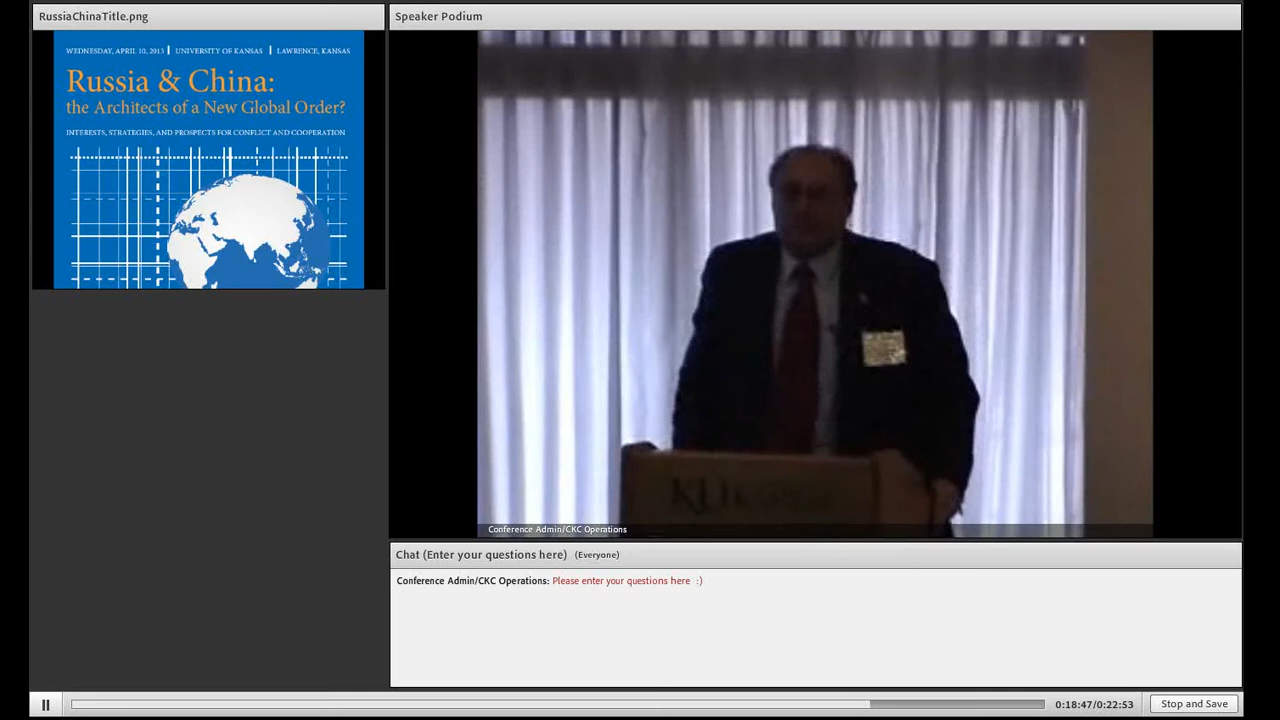 RussiaChinaTitle.png
WEDNESDAY, APRIL 10, 2013 | UNIVERSITY OF KANSAS | LAWRENCE, KANSAS
Russia & China:
the Architects of a New Global Order?
INTERESTS, STRATEGIES, AND PROSPECTS FOR CONFLICT AND COOPERATION
Speaker Podium
KU
Conference Admin/CKC Operations
Chat (Enter your questions here) (Everyone)
Conference Admin/CKC Operations: Please enter your questions here :)
0:18:47/0:22:53
Stop and Save